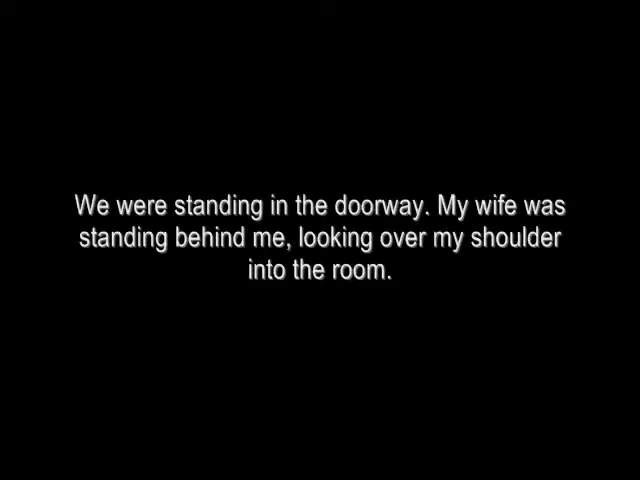 We were standing in the doorway. My wife was
standing behind me, looking over my shoulder
into the room.